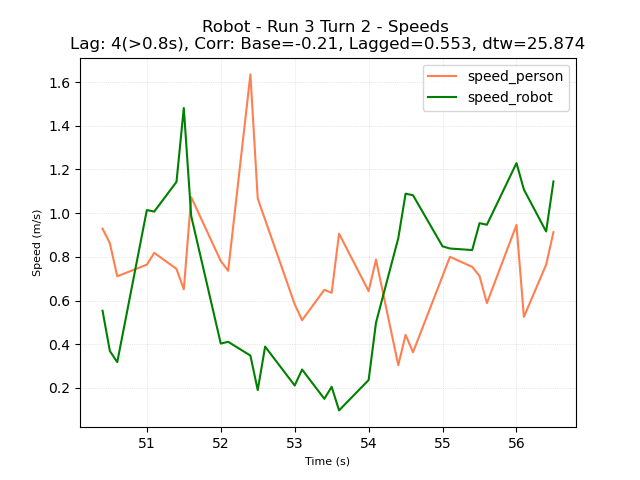 Robot - Run 3 Turn 2 - Speeds
Lag: 4(>0.8s), Corr: Base=-0.21, Lagged=0.553, dtw=25.874
speed_person
speed_robot
1.6
1.4
1.2
1.0
0.8
0.6
0.4
0.2
Speed (m/s)
51 52 53 54 55 56
Time (s)